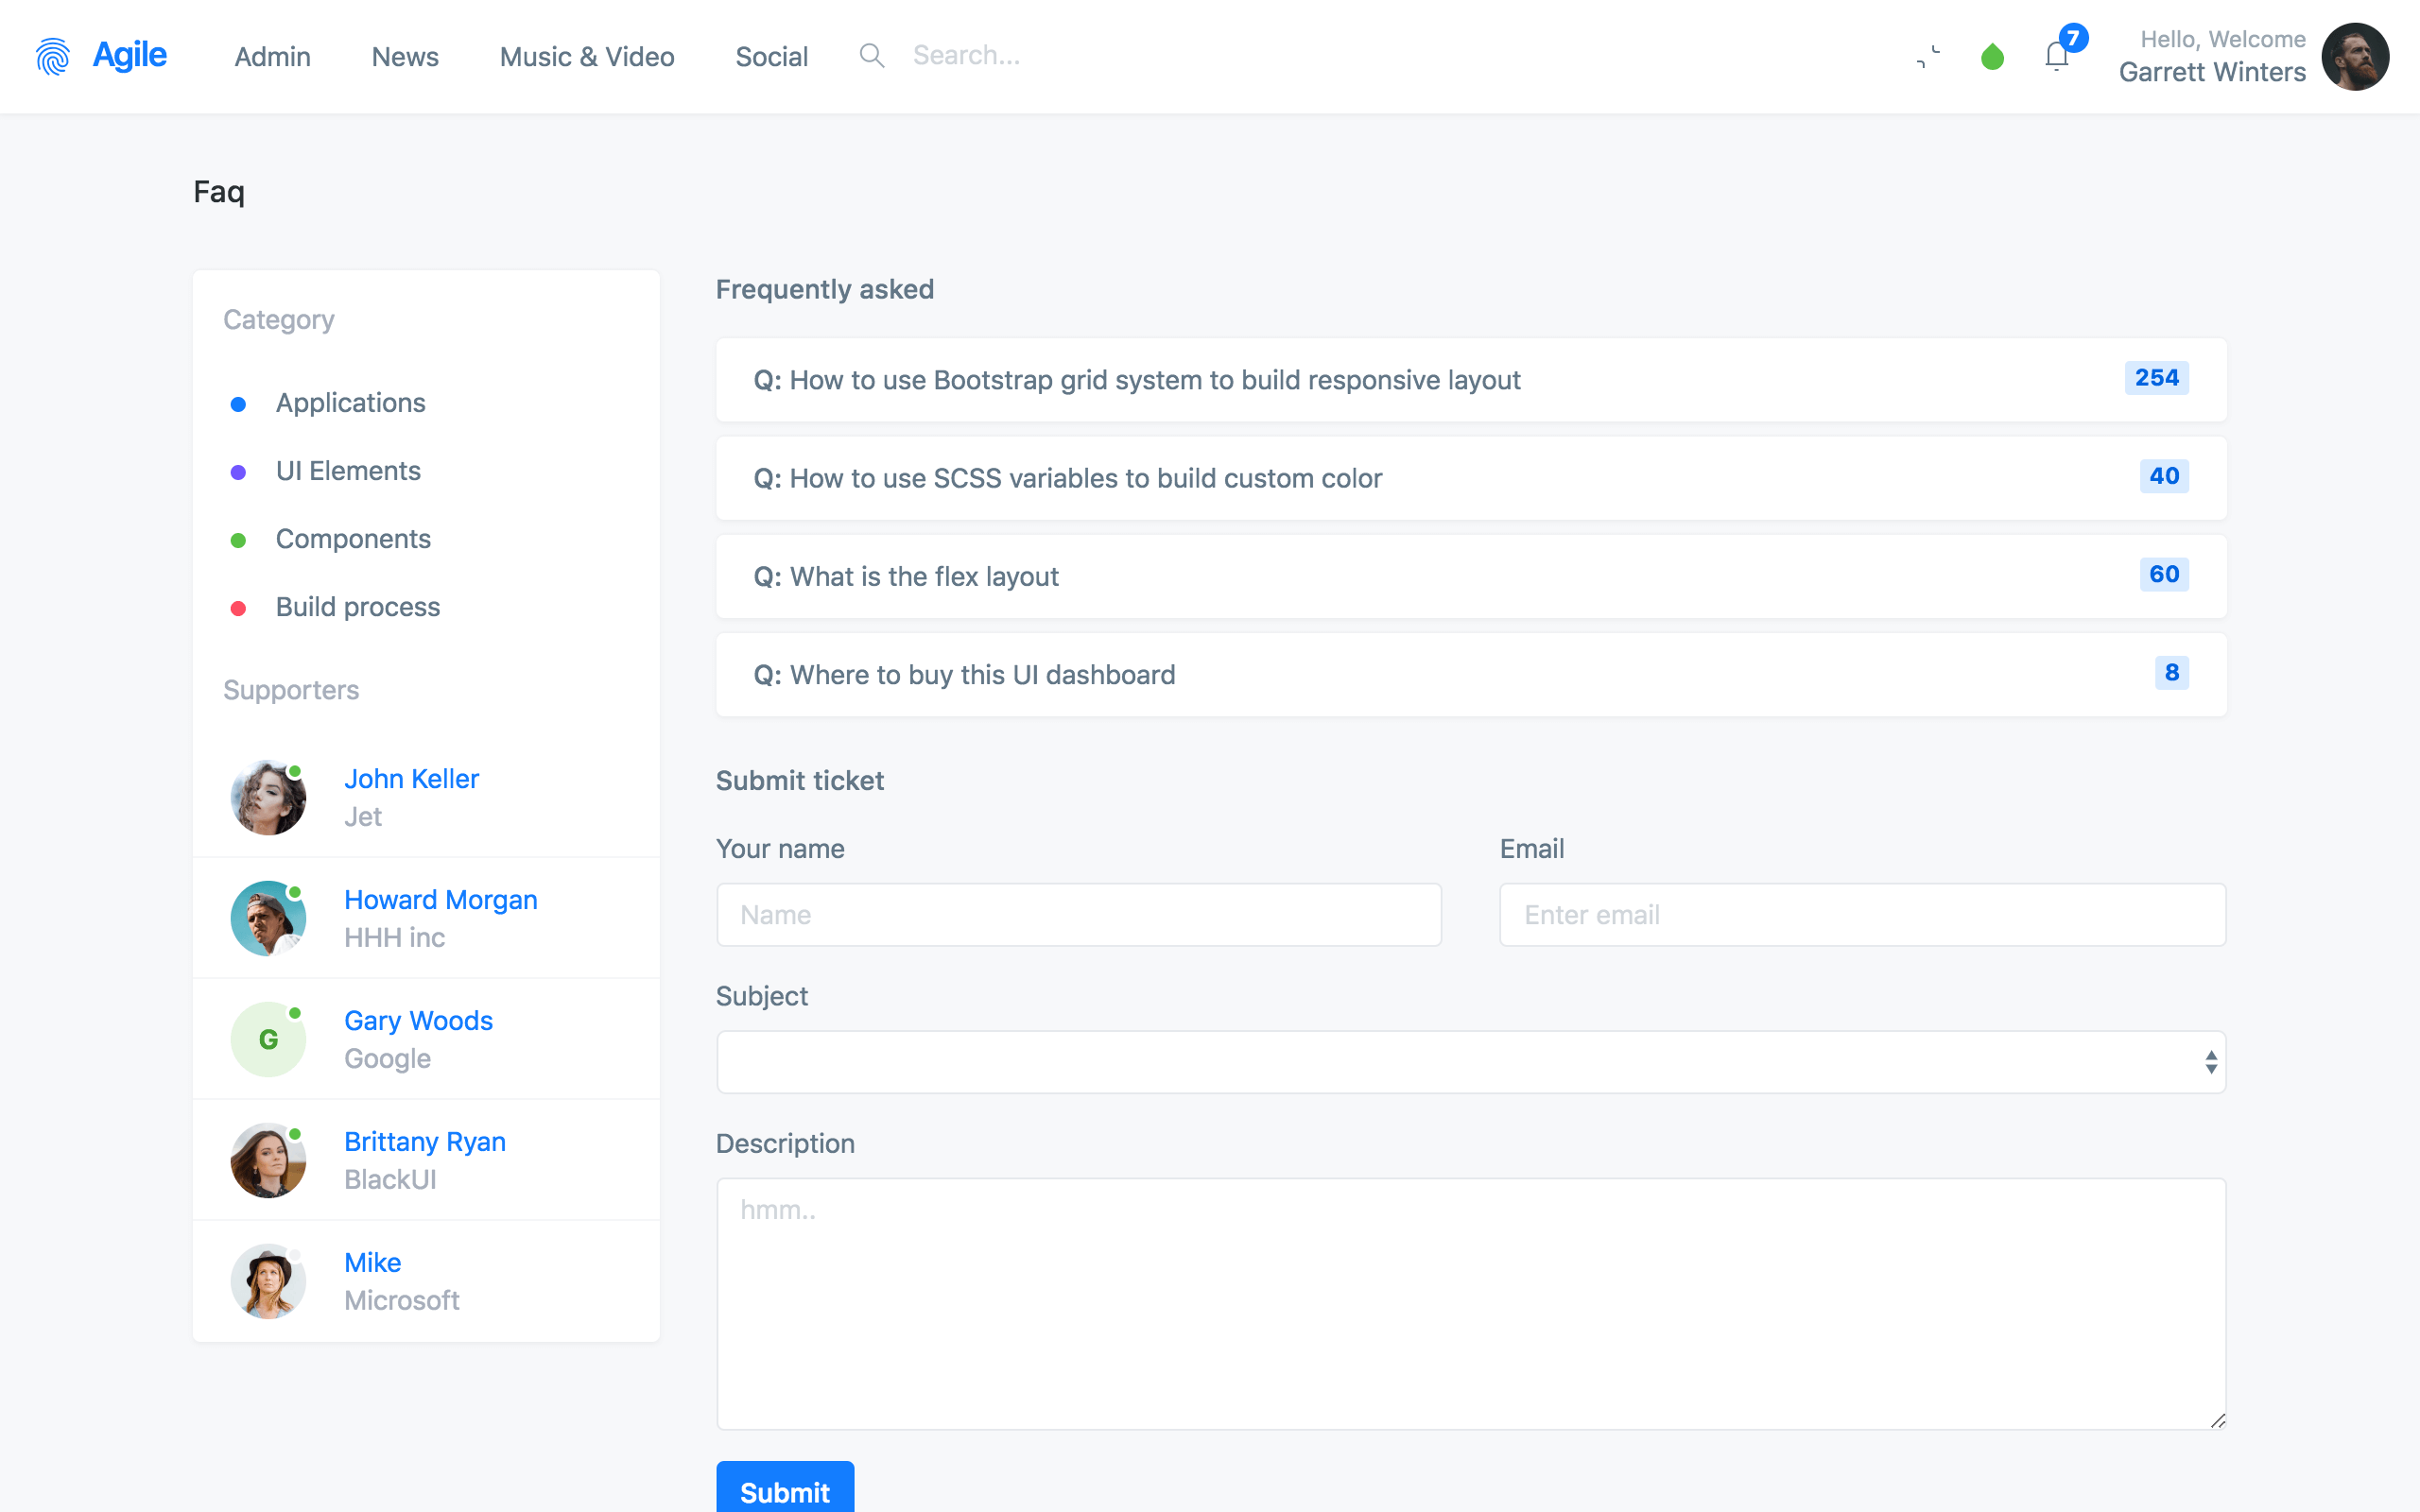 Agile
Admin
News
Music & Video
Social
Search...
7
Hello, Welcome
Garrett Winters
Faq
Category
Applications
UI Elements
Components
Build process
Supporters
John Keller
Jet
Howard Morgan
HHH inc
G
Gary Woods
Google
Brittany Ryan
BlackUI
Mike
Microsoft
Frequently asked
Q: How to use Bootstrap grid system to build responsive layout
254
Q: How to use SCSS variables to build custom color
40
Q: What is the flex layout
60
Q: Where to buy this UI dashboard
8
Submit ticket
Your name
Name
Email
Enter email
Subject
Description
hmm..
Submit